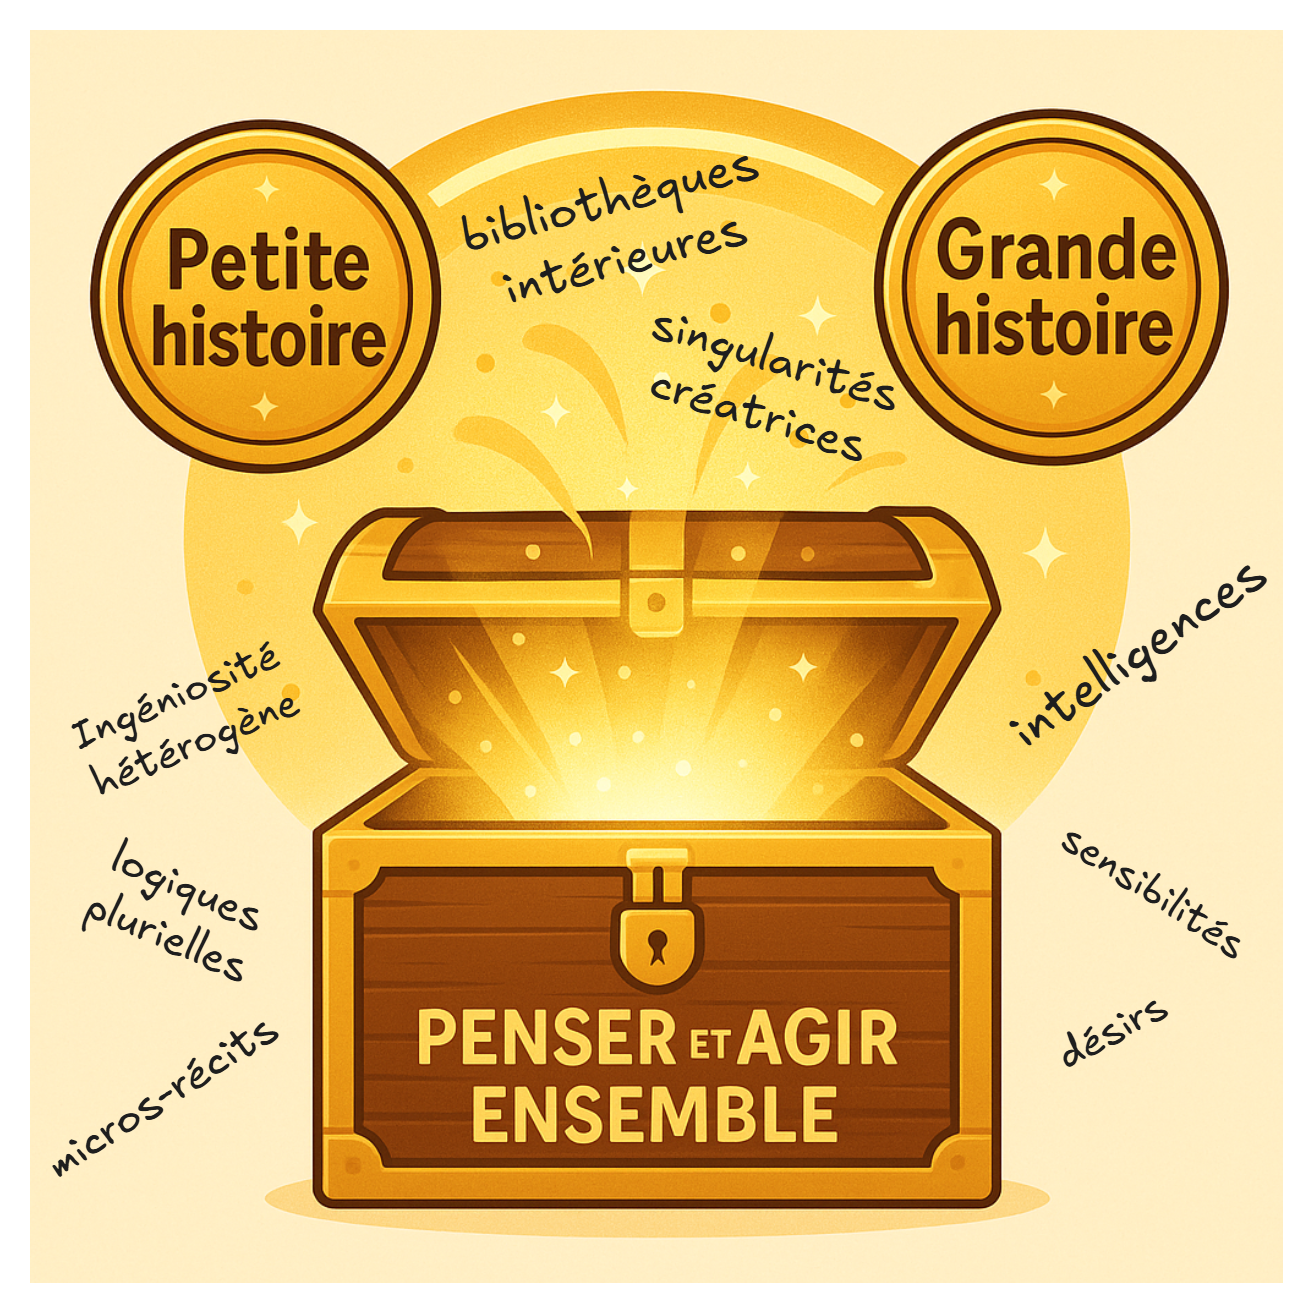 Petite
histoire
bibliothèques
intérieures
singularités
créatrices
Grande
histoire
Ingéniosité
hétérogène
intelligences
logiques
plurielles
sensibilités
micros-récits
désirs
PENSER ET AGIR
ENSEMBLE